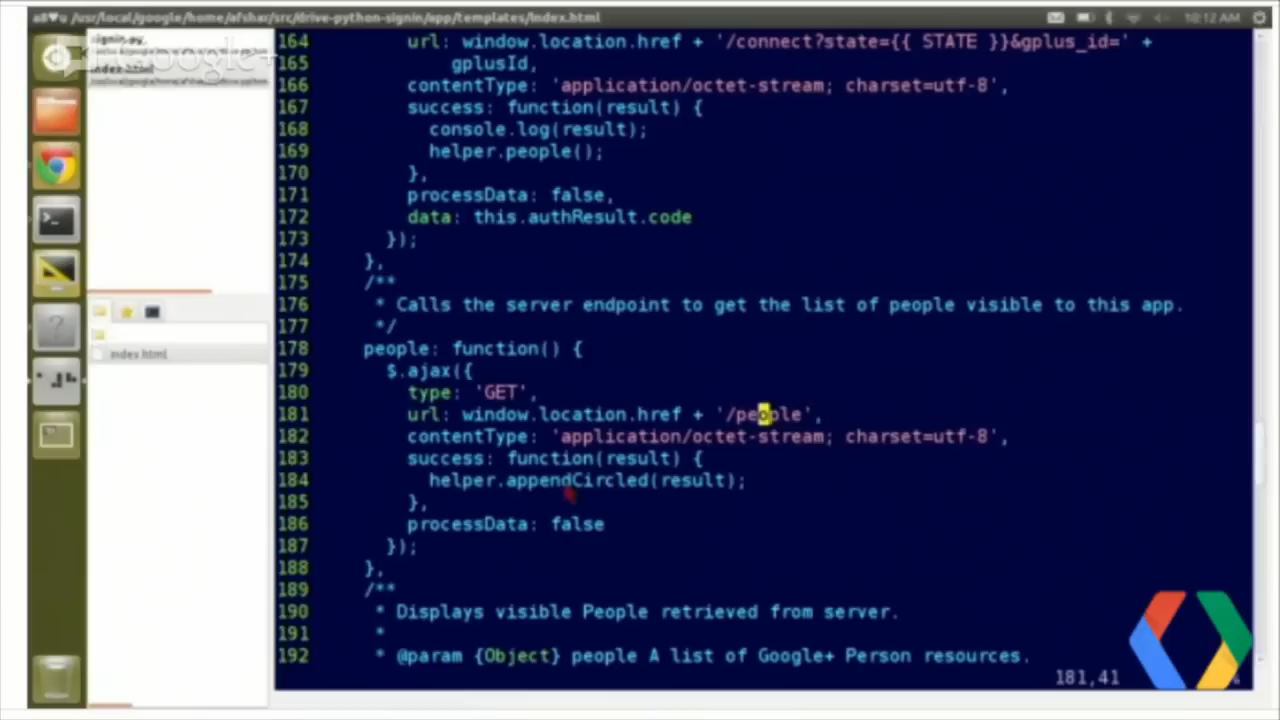 a8♥u /usr/local/google/home/afshar/src/drive-python-signin/app/templates/index.html
10:12 AM
signin.py
index.html
Google+
index.html
164 url: window.location.href + '/connect?state={{ STATE }}&gplus_id=' +
165 gplusId,
166 contentType: 'application/octet-stream; charset=utf-8',
167 success: function(result) {
168 console.log(result);
169 helper.people();
170 },
171 processData: false,
172 data: this.authResult.code
173 });
174 },
175 /**
176 * Calls the server endpoint to get the list of people visible to this app.
177 */
178 people: function() {
179 $.ajax({
180 type: 'GET',
181 url: window.location.href + '/people',
182 contentType: 'application/octet-stream; charset=utf-8',
183 success: function(result) {
184 helper.appendCircled(result);
185 },
186 processData: false
187 });
188 },
189 /**
190 * Displays visible People retrieved from server.
191 *
192 * @param {Object} people A list of Google+ Person resources.
181,41